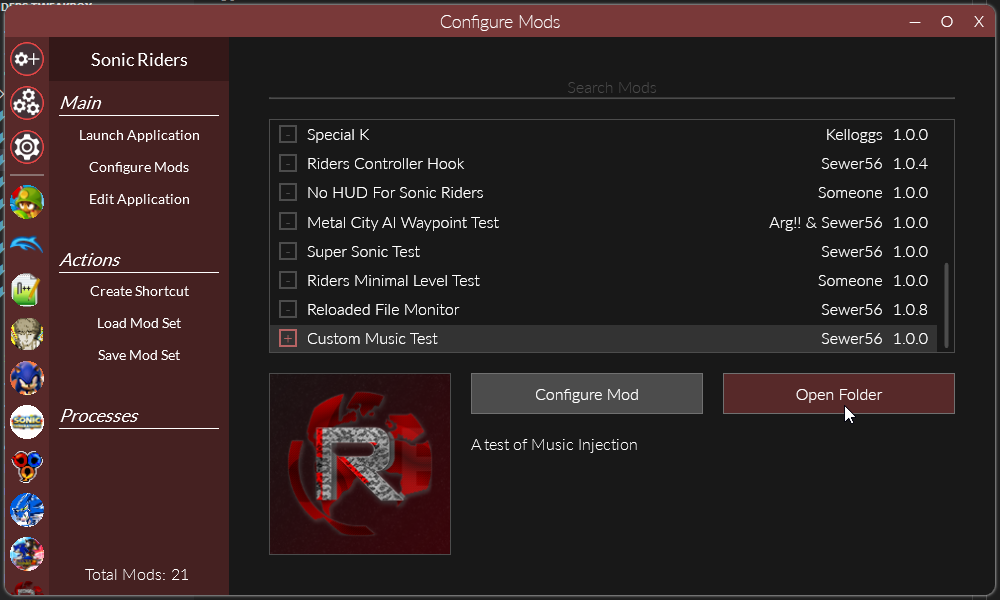 Configure Mods
Sonic Riders
Main
Launch Application
Configure Mods
Edit Application
Actions
Create Shortcut
Load Mod Set
Save Mod Set
Processes
Total Mods: 21
Search Mods
Special K Kelloggs 1.0.0
Riders Controller Hook Sewer56 1.0.4
No HUD For Sonic Riders Someone 1.0.0
Metal City AI Waypoint Test Arg!! & Sewer56 1.0.0
Super Sonic Test Sewer56 1.0.0
Riders Minimal Level Test Someone 1.0.0
Reloaded File Monitor Sewer56 1.0.8
Custom Music Test Sewer56 1.0.0
Configure Mod Open Folder
A test of Music Injection
R